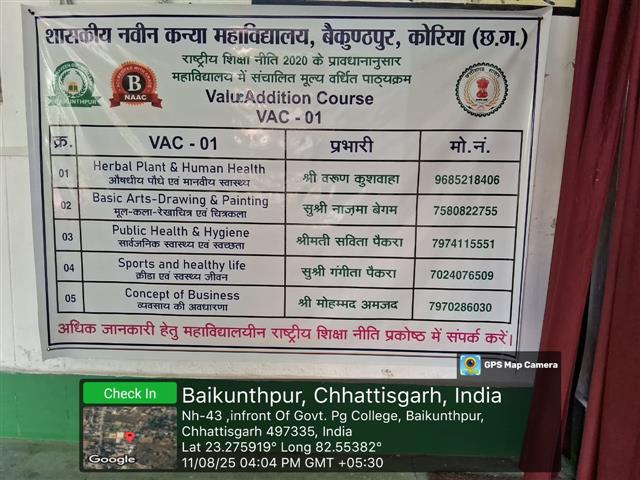 शासकीय नवीन कन्या महाविद्यालय, बैकुण्ठपुर, कोरिया (छ.ग.)
राष्ट्रीय शिक्षा नीति 2020 के प्रावधानानुसार
महाविद्यालय में संचालित मूल्य वर्धित पाठ्यक्रम
Valu Addition Course
VAC - 01
BAIKUNTHPUR
B
NAAC
क्र. VAC - 01 प्रभारी मो.नं.
01 Herbal Plant & Human Health श्री वरूण कुशवाहा 9685218406
औषधीय पौधे एवं मानवीय स्वास्थ्य
02 Basic Arts-Drawing & Painting सुश्री नाज़मा बेगम 7580822755
मूल-कला-रेखाचित्र एवं चित्रकला
03 Public Health & Hygiene श्रीमती सविता पैकरा 7974115551
सार्वजनिक स्वास्थ्य एवं स्वच्छता
04 Sports and healthy life सुश्री गंगीता पैकरा 7024076509
क्रीडा एवं स्वस्थ्य जीवन
05 Concept of Business श्री मोहम्मद अमजद 7970286030
व्यवसाय की अवधारणा
अधिक जानकारी हेतु महाविद्यालयीन राष्ट्रीय शिक्षा नीति प्रकोष्ठ में संपर्क करें।
GPS Map Camera
Check In
Baikunthpur, Chhattisgarh, India
Nh-43 ,infront Of Govt. Pg College, Baikunthpur,
Chhattisgarh 497335, India
Lat 23.275919° Long 82.55382°
11/08/25 04:04 PM GMT +05:30
Google